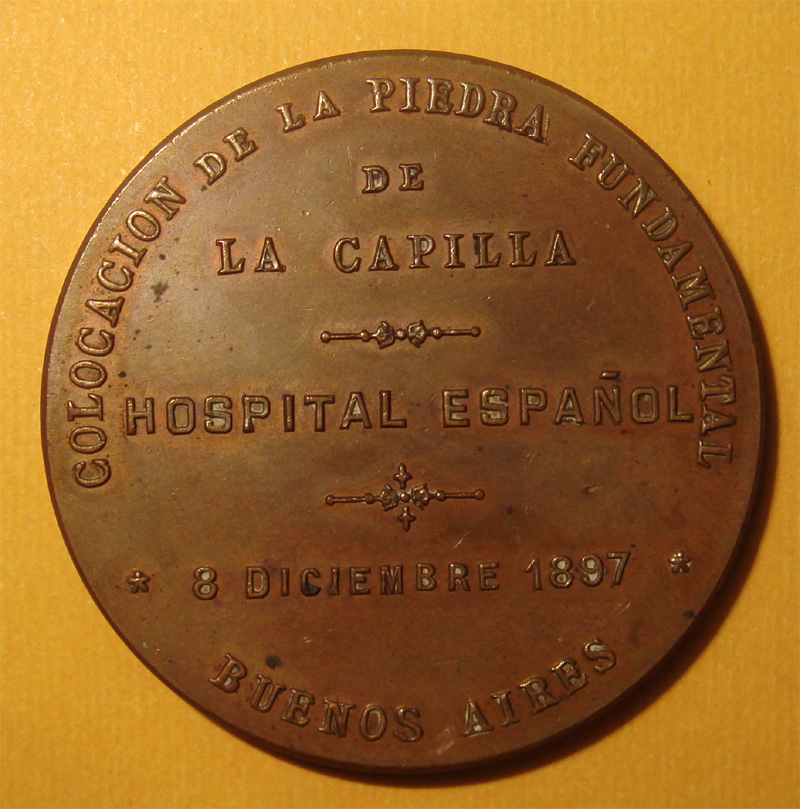 COLOCACION DE LA PIEDRA FUNDAMENTAL
DE
LA CAPILLA
HOSPITAL ESPAÑOL
* 8 DICIEMBRE 1897 *
BUENOS AIRES